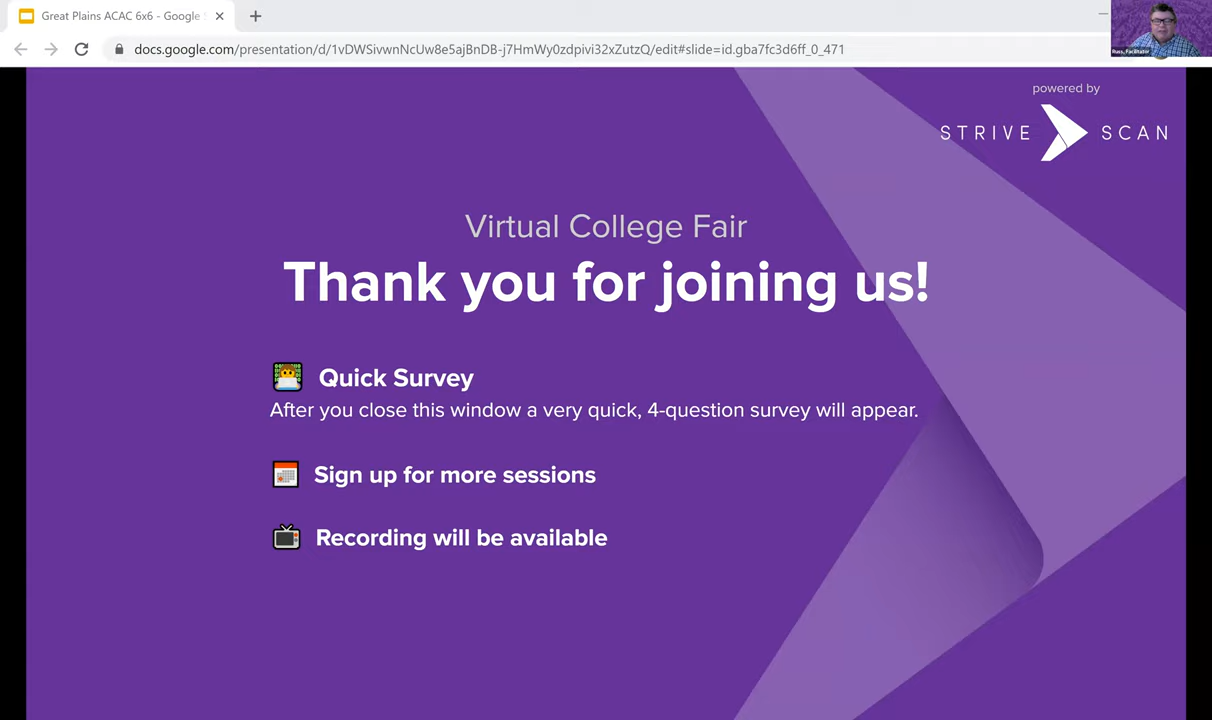 Great Plains ACAC 6x6 - Google S
docs.google.com/presentation/d/1vDWSivwnNcUw8e5ajBnDB-j7HmWy0zdpivi32xZutzQ/edit#slide=id.gba7fc3d6ff_0_471
Russ, Facilitator
powered by
STRIVE SCAN
Virtual College Fair
Thank you for joining us!
Quick Survey
After you close this window a very quick, 4-question survey will appear.
Sign up for more sessions
Recording will be available